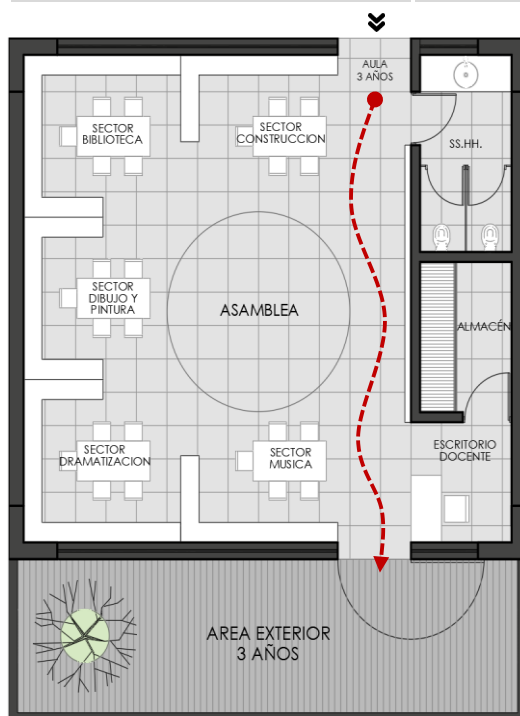 AULA
3 AÑOS
SECTOR
BIBLIOTECA
SECTOR
CONSTRUCCION
SS.HH.
SECTOR
DIBUJO Y
PINTURA
ASAMBLEA
ALMACÉN
SECTOR
DRAMATIZACION
SECTOR
MUSICA
ESCRITORIO
DOCENTE
AREA EXTERIOR
3 AÑOS